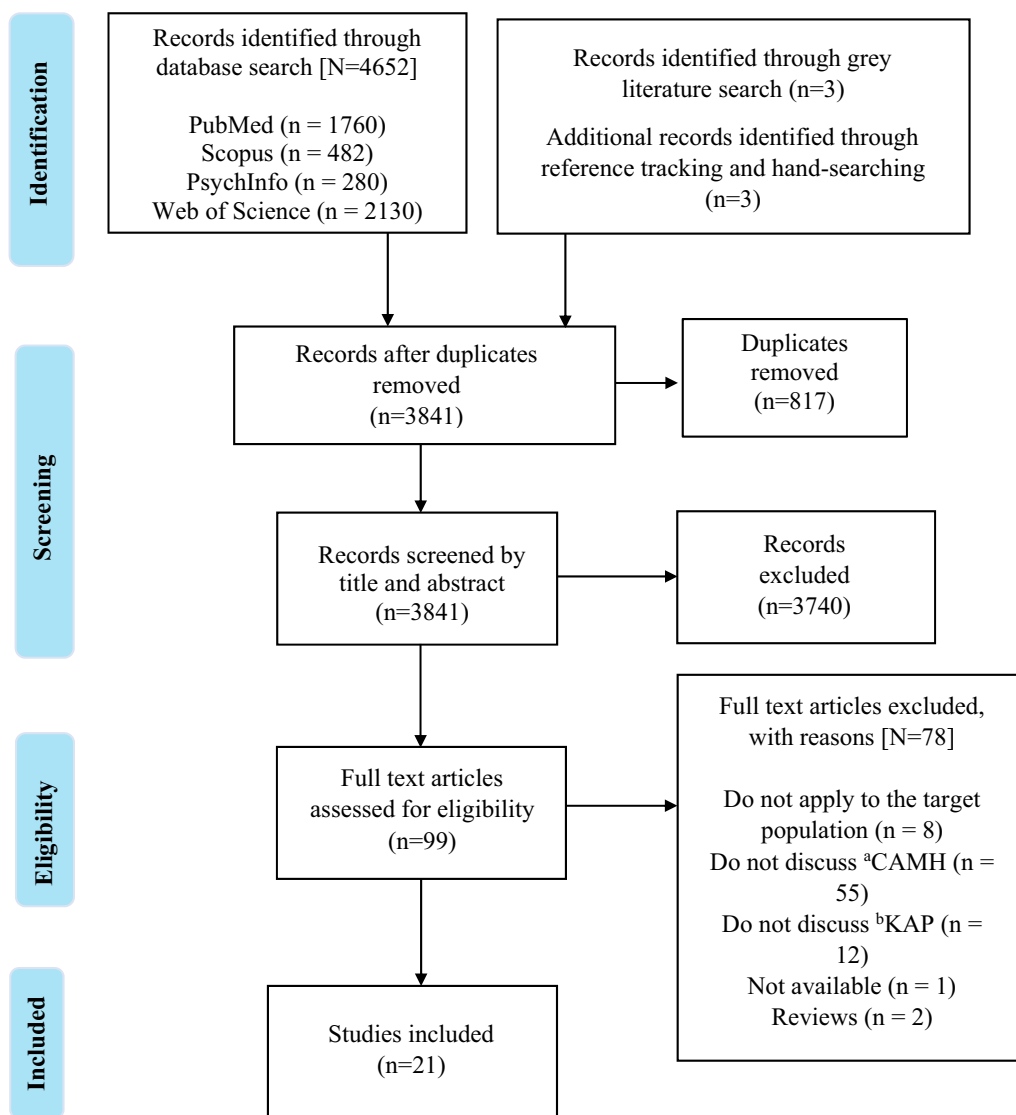 Identification
Records identified through
database search [N=4652]
PubMed (n = 1760)
Scopus (n = 482)
PsychInfo (n = 280)
Web of Science (n = 2130)
Records identified through grey
literature search (n=3)
Additional records identified through
reference tracking and hand-searching
(n=3)
Screening
Records after duplicates
removed
(n=3841)
Duplicates
removed
(n=817)
Records screened by
title and abstract
(n=3841)
Records
excluded
(n=3740)
Eligibility
Full text articles
assessed for eligibility
(n=99)
Full text articles excluded,
with reasons [N=78]
Do not apply to the target
population (n = 8)
Do not discuss ᵃCAMH (n =
55)
Do not discuss ᵇKAP (n =
12)
Not available (n = 1)
Reviews (n = 2)
Included
Studies included
(n=21)